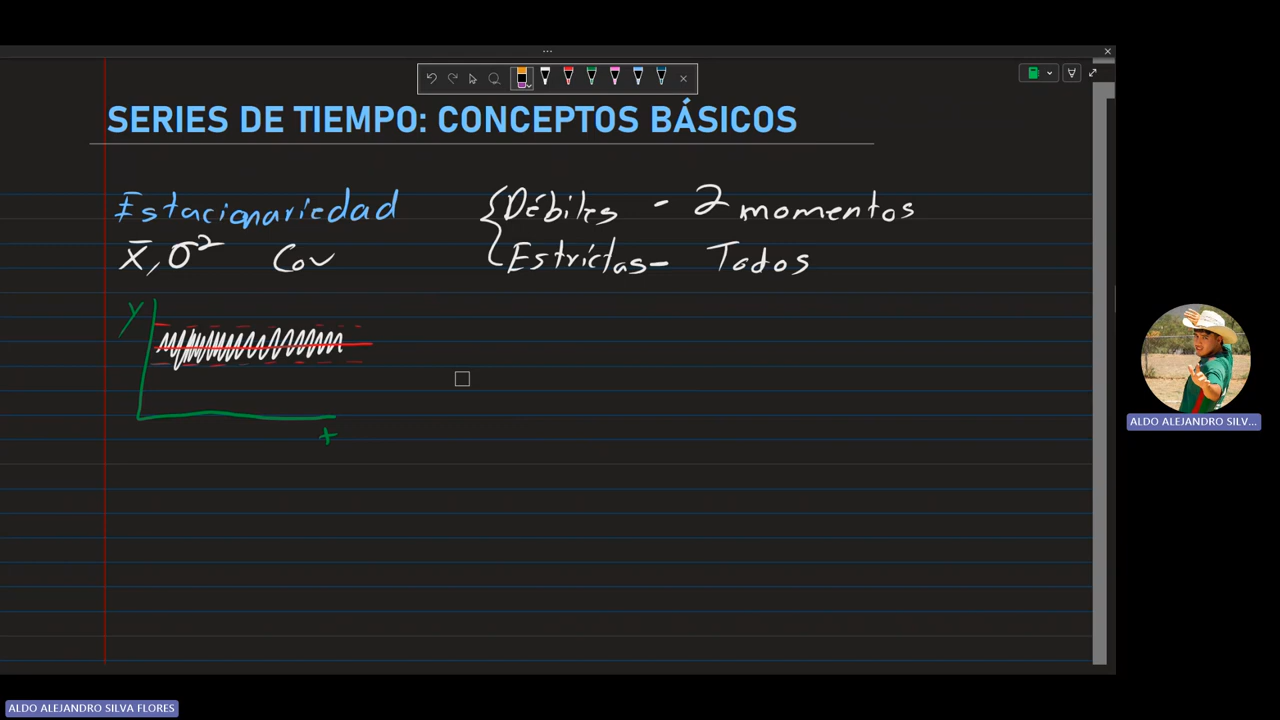 SERIES DE TIEMPO: CONCEPTOS BÁSICOS
Estacionariedad
{Débiles - 2 momentos
Estríctas - Todos
x̄, σ² Cov
y
t
ALDO ALEJANDRO SILV...
ALDO ALEJANDRO SILVA FLORES